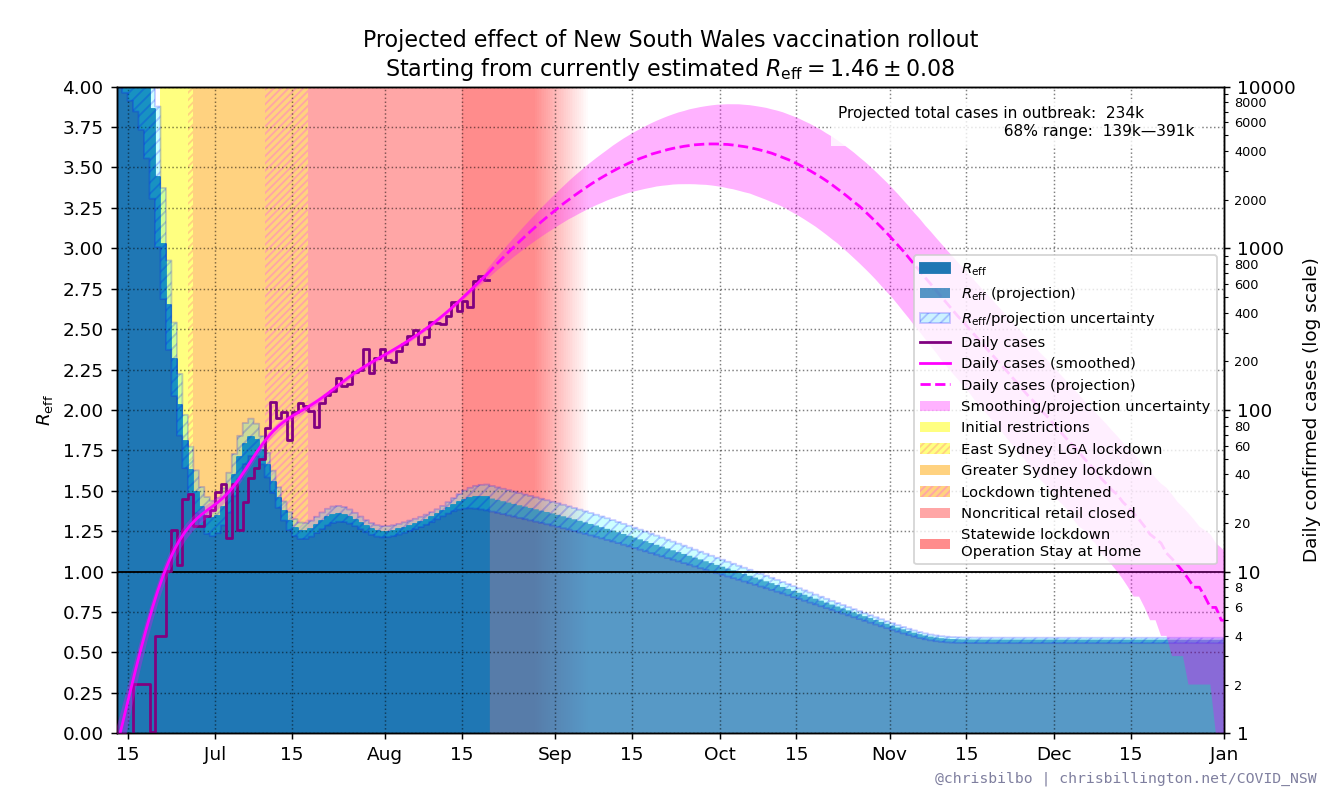 Projected effect of New South Wales vaccination rollout
Starting from currently estimated Reff = 1.46 ± 0.08
Projected total cases in outbreak: 234k
68% range: 139k—391k
4.00
3.75
3.50
3.25
3.00
2.75
2.50
2.25
2.00
1.75
1.50
1.25
1.00
0.75
0.50
0.25
0.00
Reff
10000
8000
6000
4000
2000
1000
800
600
400
200
100
80
60
40
20
10
8
6
4
2
1
Daily confirmed cases (log scale)
Reff
Reff (projection)
Reff/projection uncertainty
Daily cases
Daily cases (smoothed)
Daily cases (projection)
Smoothing/projection uncertainty
Initial restrictions
East Sydney LGA lockdown
Greater Sydney lockdown
Lockdown tightened
Noncritical retail closed
Statewide lockdown
Operation Stay at Home
15 Jul 15 Aug 15 Sep 15 Oct 15 Nov 15 Dec 15 Jan
@chrisbilbo | chrisbillington.net/COVID_NSW